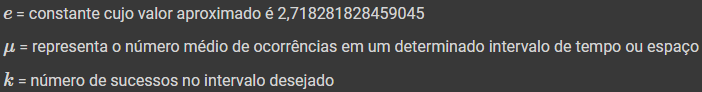 e = constante cujo valor aproximado é 2,718281828459045
μ = representa o número médio de ocorrências em um determinado intervalo de tempo ou espaço
k = número de sucessos no intervalo desejado